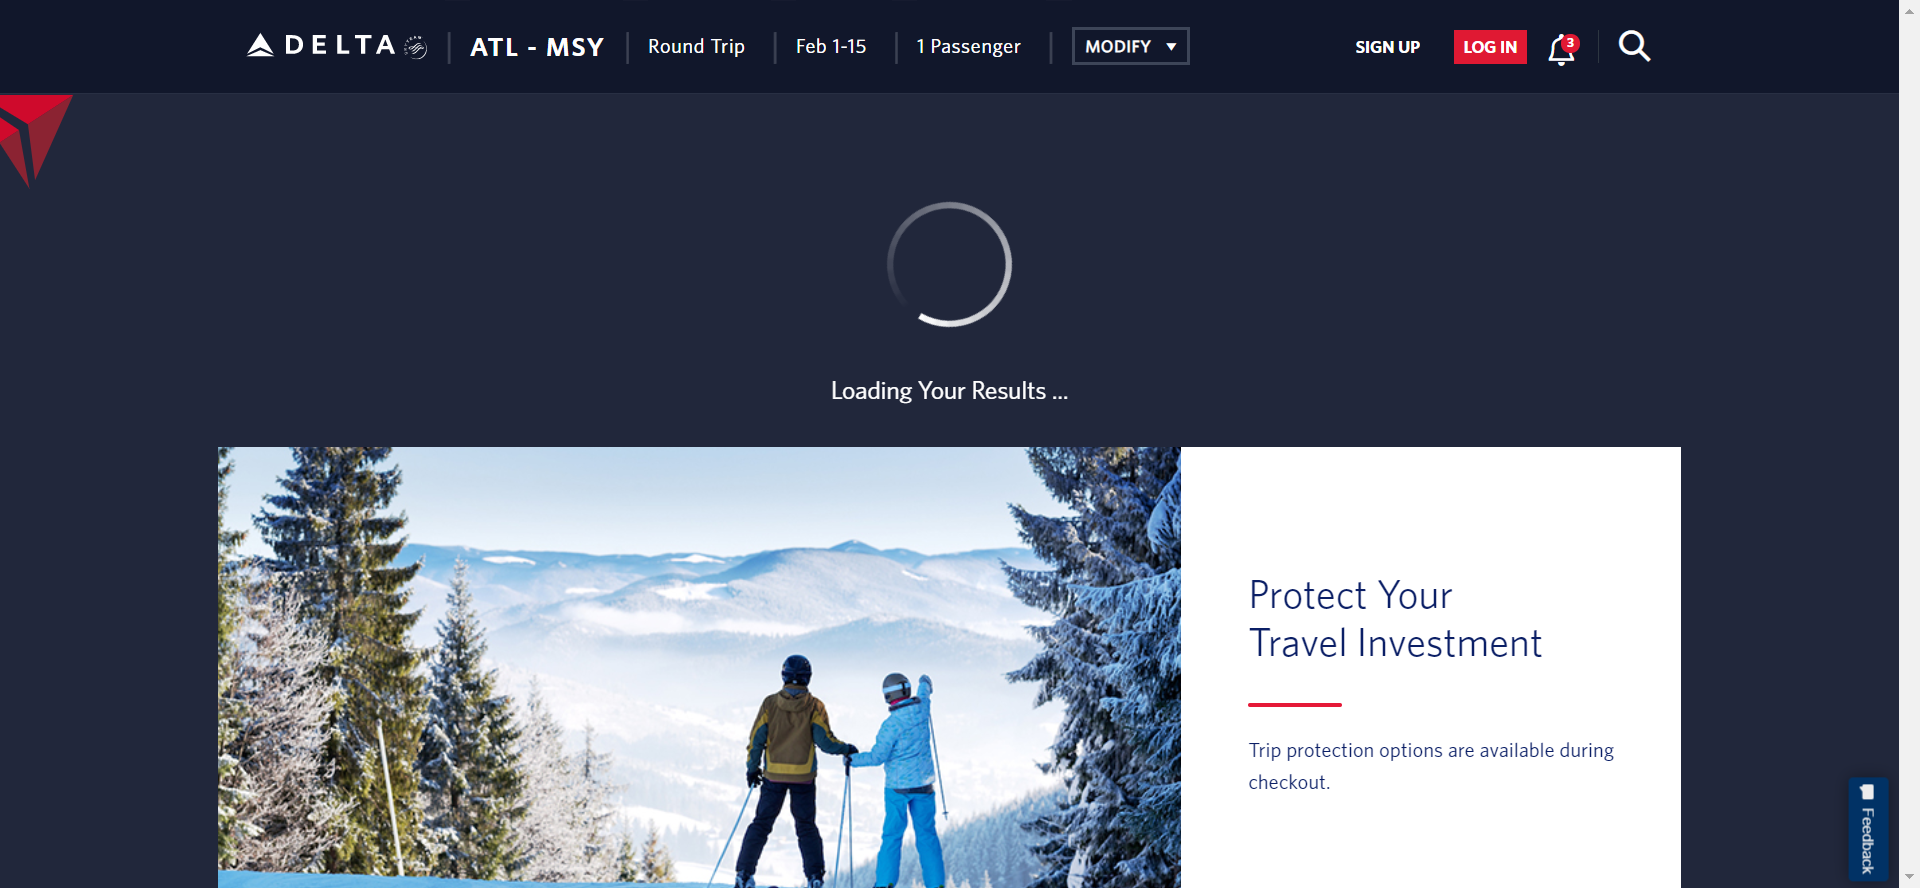 DELTA
ATL - MSY
Round Trip
Feb 1-15
1 Passenger
MODIFY
SIGN UP
LOG IN
3
Loading Your Results ...
Protect Your
Travel Investment
Trip protection options are available during
checkout.
Feedback